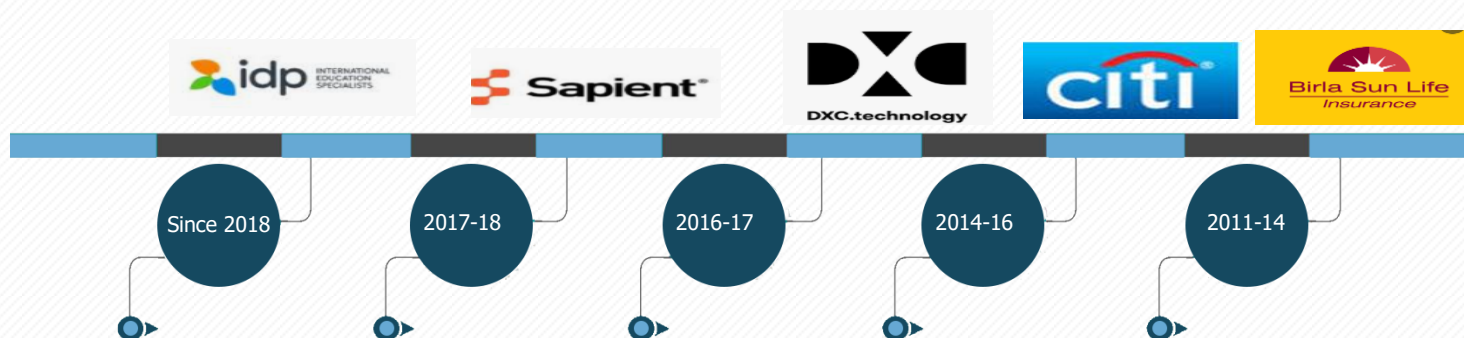 idp INTERNATIONAL
EDUCATION
SPECIALISTS
Sapient
DXC.technology
citi
Birla Sun Life
Insurance
Since 2018
2017-18
2016-17
2014-16
2011-14